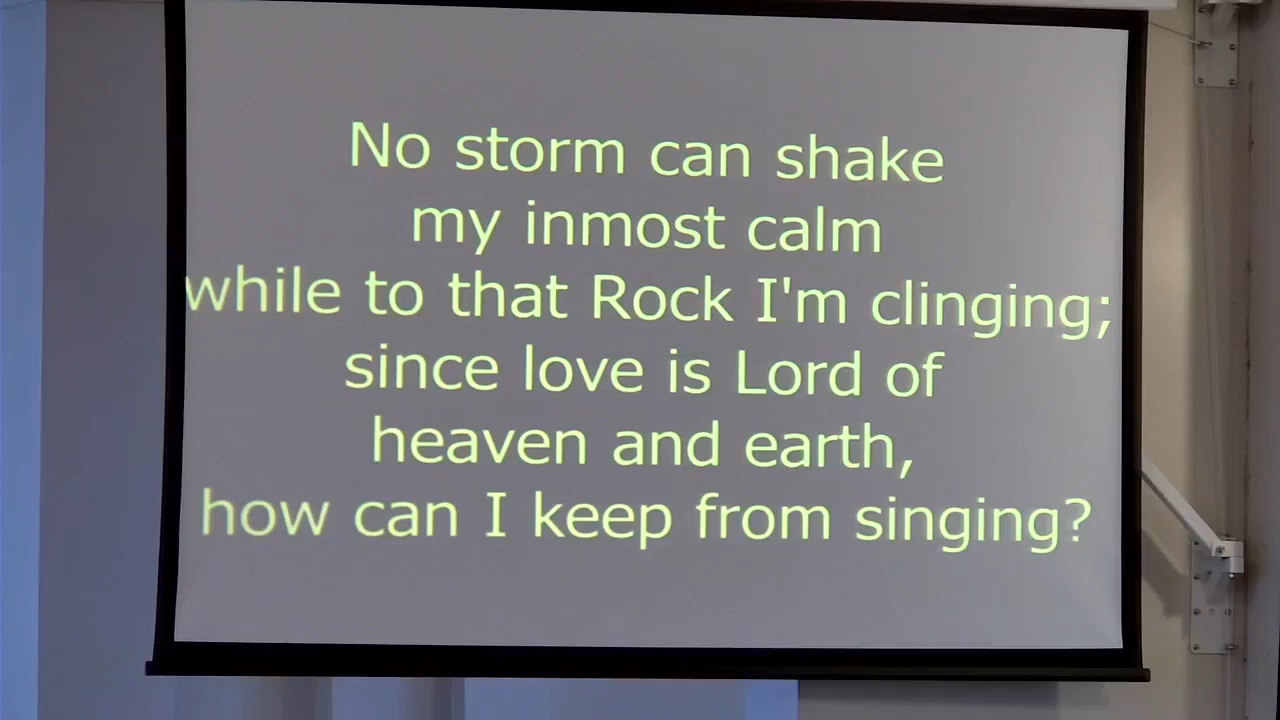 No storm can shake
my inmost calm
while to that Rock I'm clinging;
since love is Lord of
heaven and earth,
how can I keep from singing?